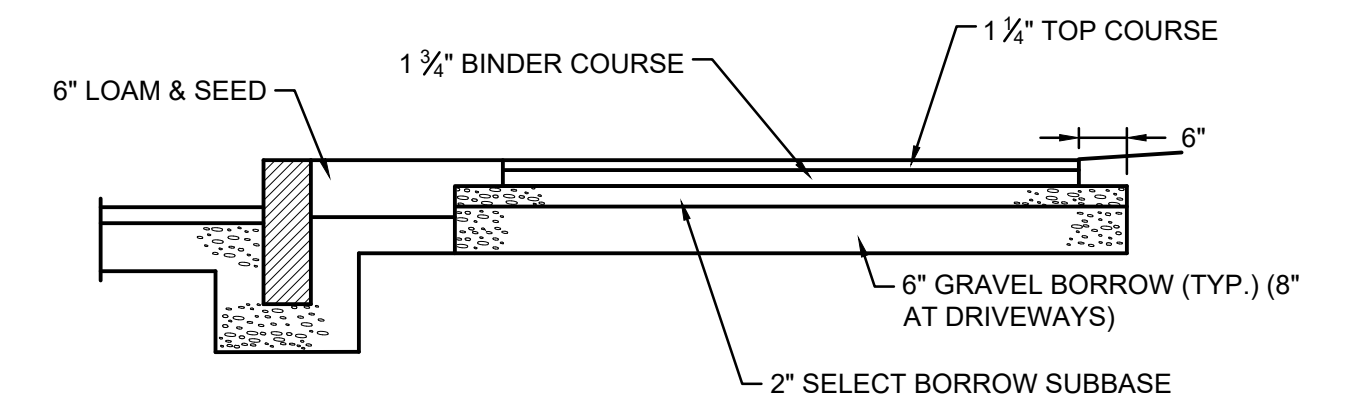 1 1/4" TOP COURSE
1 3/4" BINDER COURSE
6" LOAM & SEED
6"
6" GRAVEL BORROW (TYP.) (8"
AT DRIVEWAYS)
2" SELECT BORROW SUBBASE